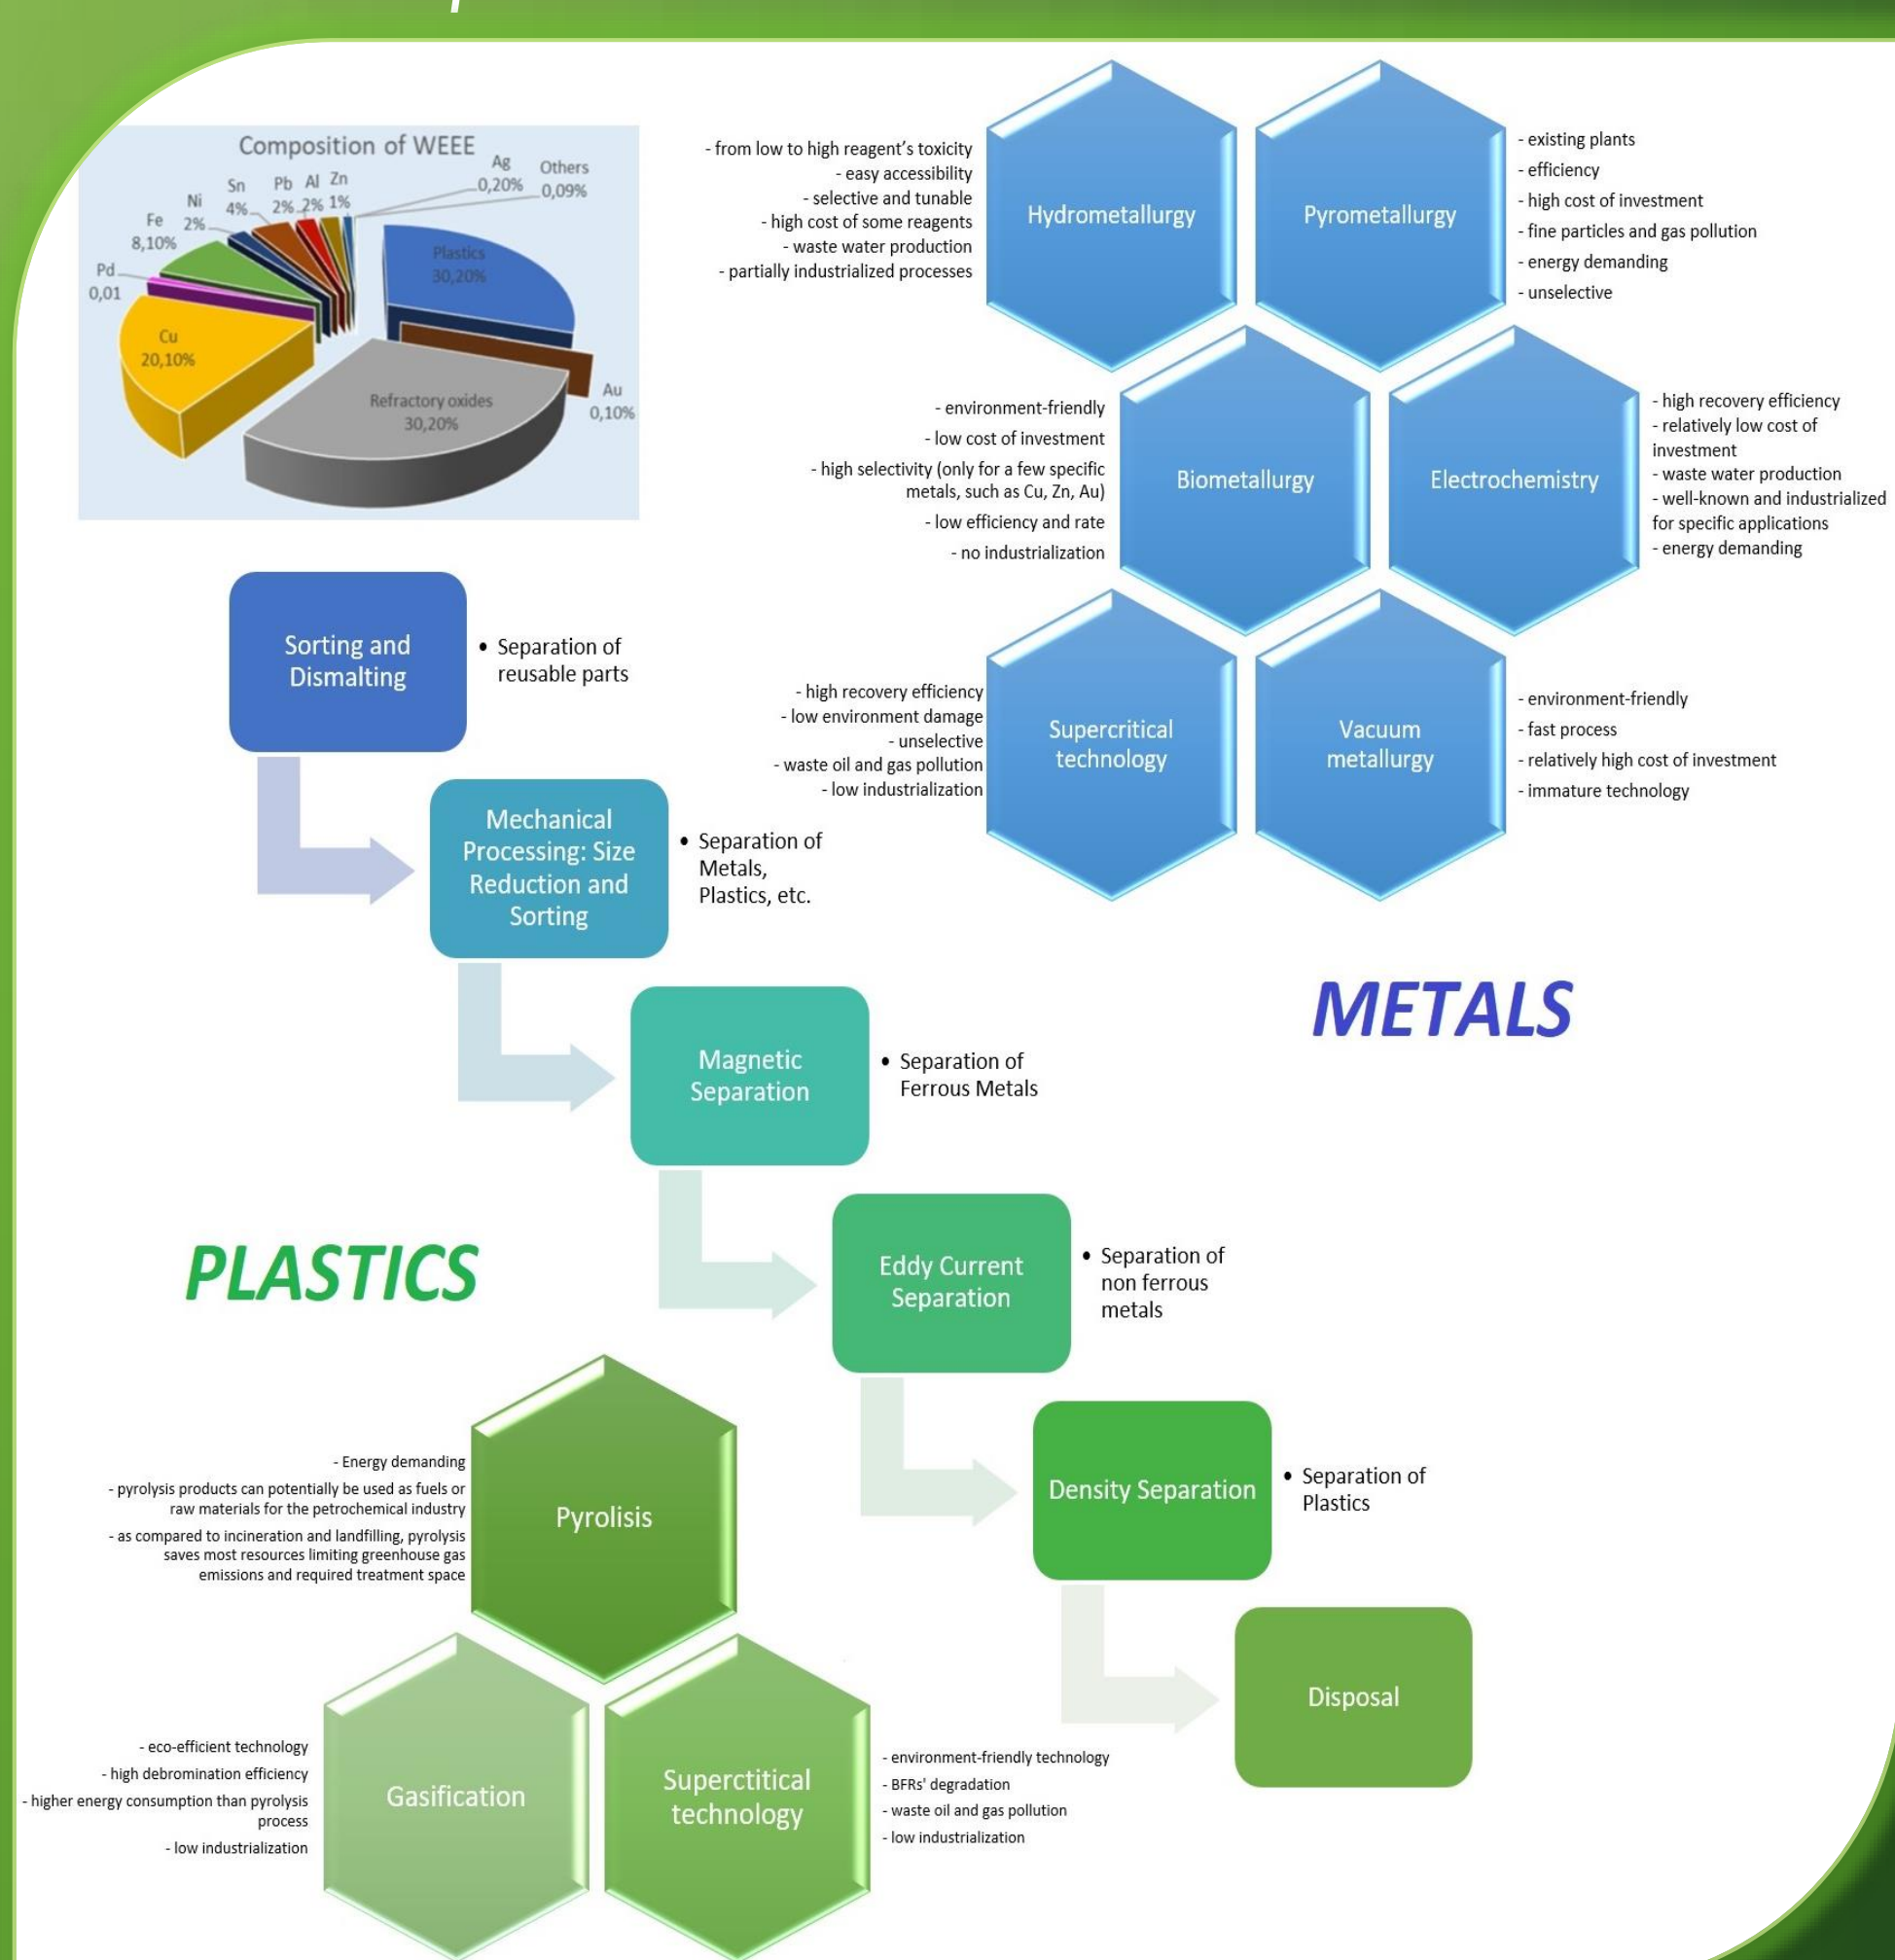 Composition of WEEE
Ag
0,20%
Others
0,09%
Zn
1%
Al
2%
Pb
2%
Sn
4%
Ni
2%
Fe
8,10%
Pd
0,01
Cu
20,10%
Plastics
30,20%
Refractory oxides
30,20%
Au
0,10%
- from low to high reagent's toxicity
- easy accessibility
- selective and tunable
- high cost of some reagents
- waste water production
- partially industrialized processes
Hydrometallurgy
Pyrometallurgy
- existing plants
- efficiency
- high cost of investment
- fine particles and gas pollution
- energy demanding
- unselective
- environment-friendly
- low cost of investment
- high selectivity (only for a few specific
metals, such as Cu, Zn, Au)
- low efficiency and rate
- no industrialization
Biometallurgy
Electrochemistry
- high recovery efficiency
- relatively low cost of
investment
- waste water production
- well-known and industrialized
for specific applications
- energy demanding
- high recovery efficiency
- low environment damage
- unselective
- waste oil and gas pollution
- low industrialization
Supercritical
technology
Vacuum
metallurgy
- environment-friendly
- fast process
- relatively high cost of investment
- immature technology
METALS
Sorting and
Dismalting
• Separation of
reusable parts
Mechanical
Processing: Size
Reduction and
Sorting
• Separation of
Metals,
Plastics, etc.
Magnetic
Separation
• Separation of
Ferrous Metals
Eddy Current
Separation
• Separation of
non ferrous
metals
Density Separation
• Separation of
Plastics
Disposal
PLASTICS
- Energy demanding
- pyrolysis products can potentially be used as fuels or
raw materials for the petrochemical industry
- as compared to incineration and landfilling, pyrolysis
saves most resources limiting greenhouse gas
emissions and required treatment space
Pyrolisis
- eco-efficient technology
- high debromination efficiency
- higher energy consumption than pyrolysis
process
- low industrialization
Gasification
Superctitical
technology
- environment-friendly technology
- BFRs' degradation
- waste oil and gas pollution
- low industrialization